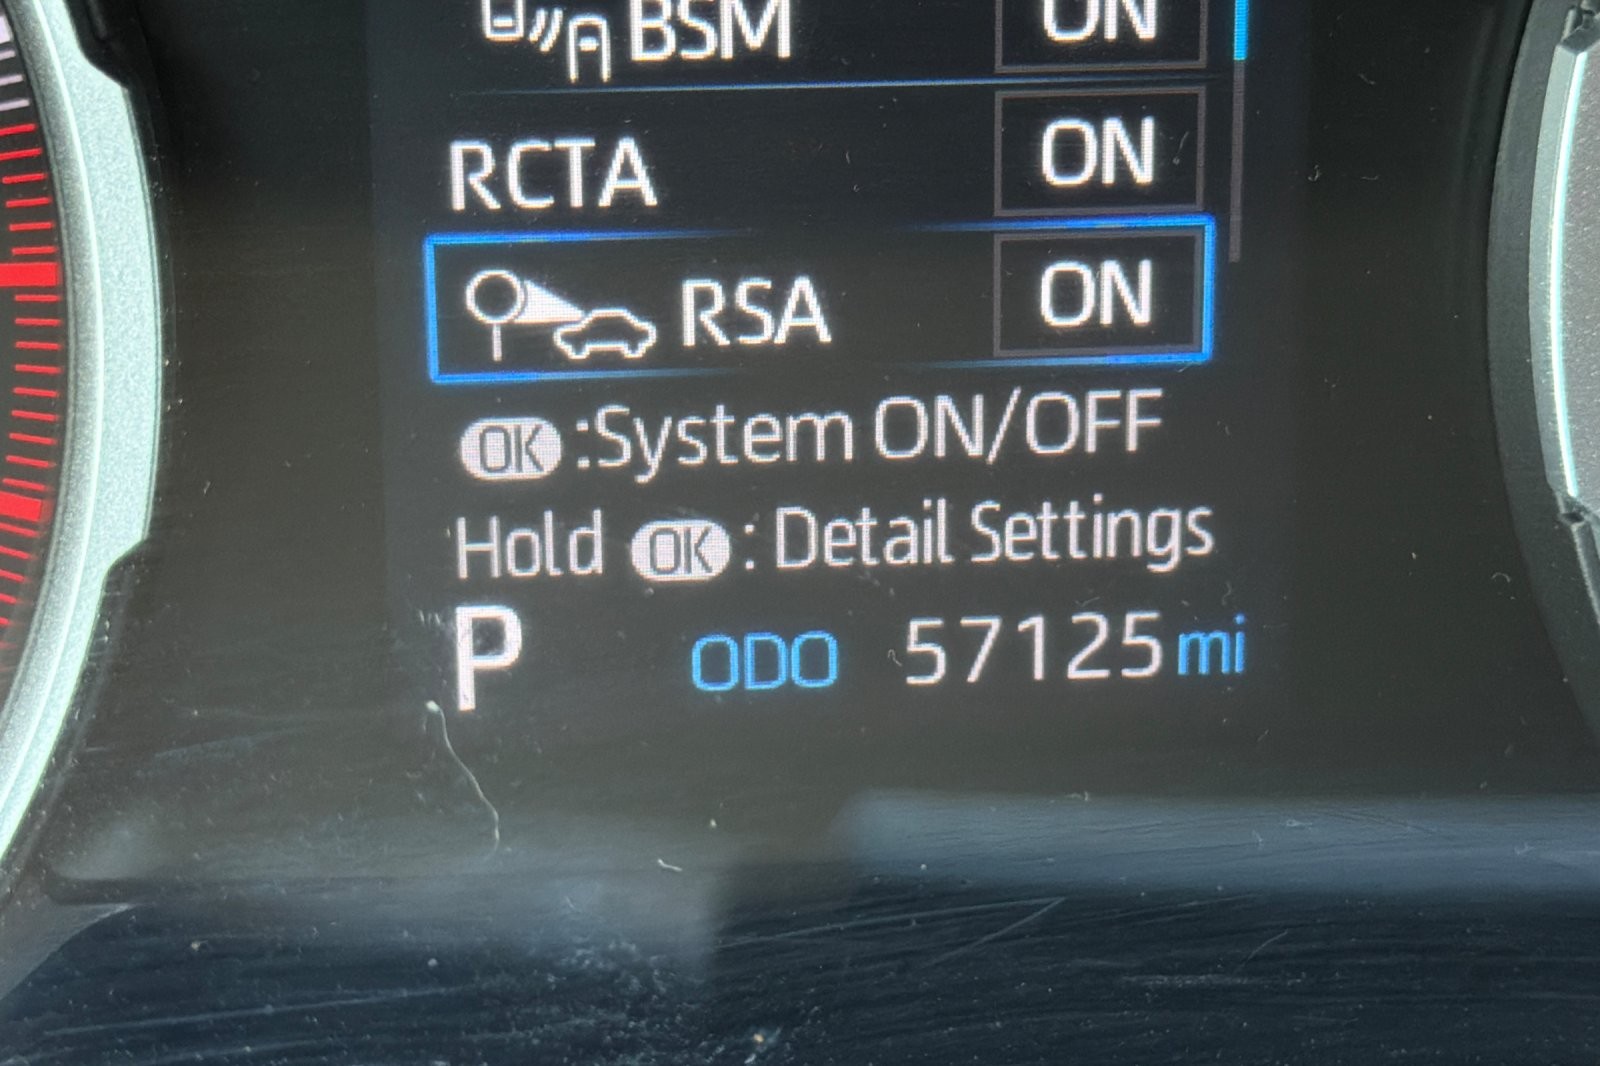 BSM ON
RCTA ON
RSA ON
OK :System ON/OFF
Hold OK : Detail Settings
P ODO 57125 mi